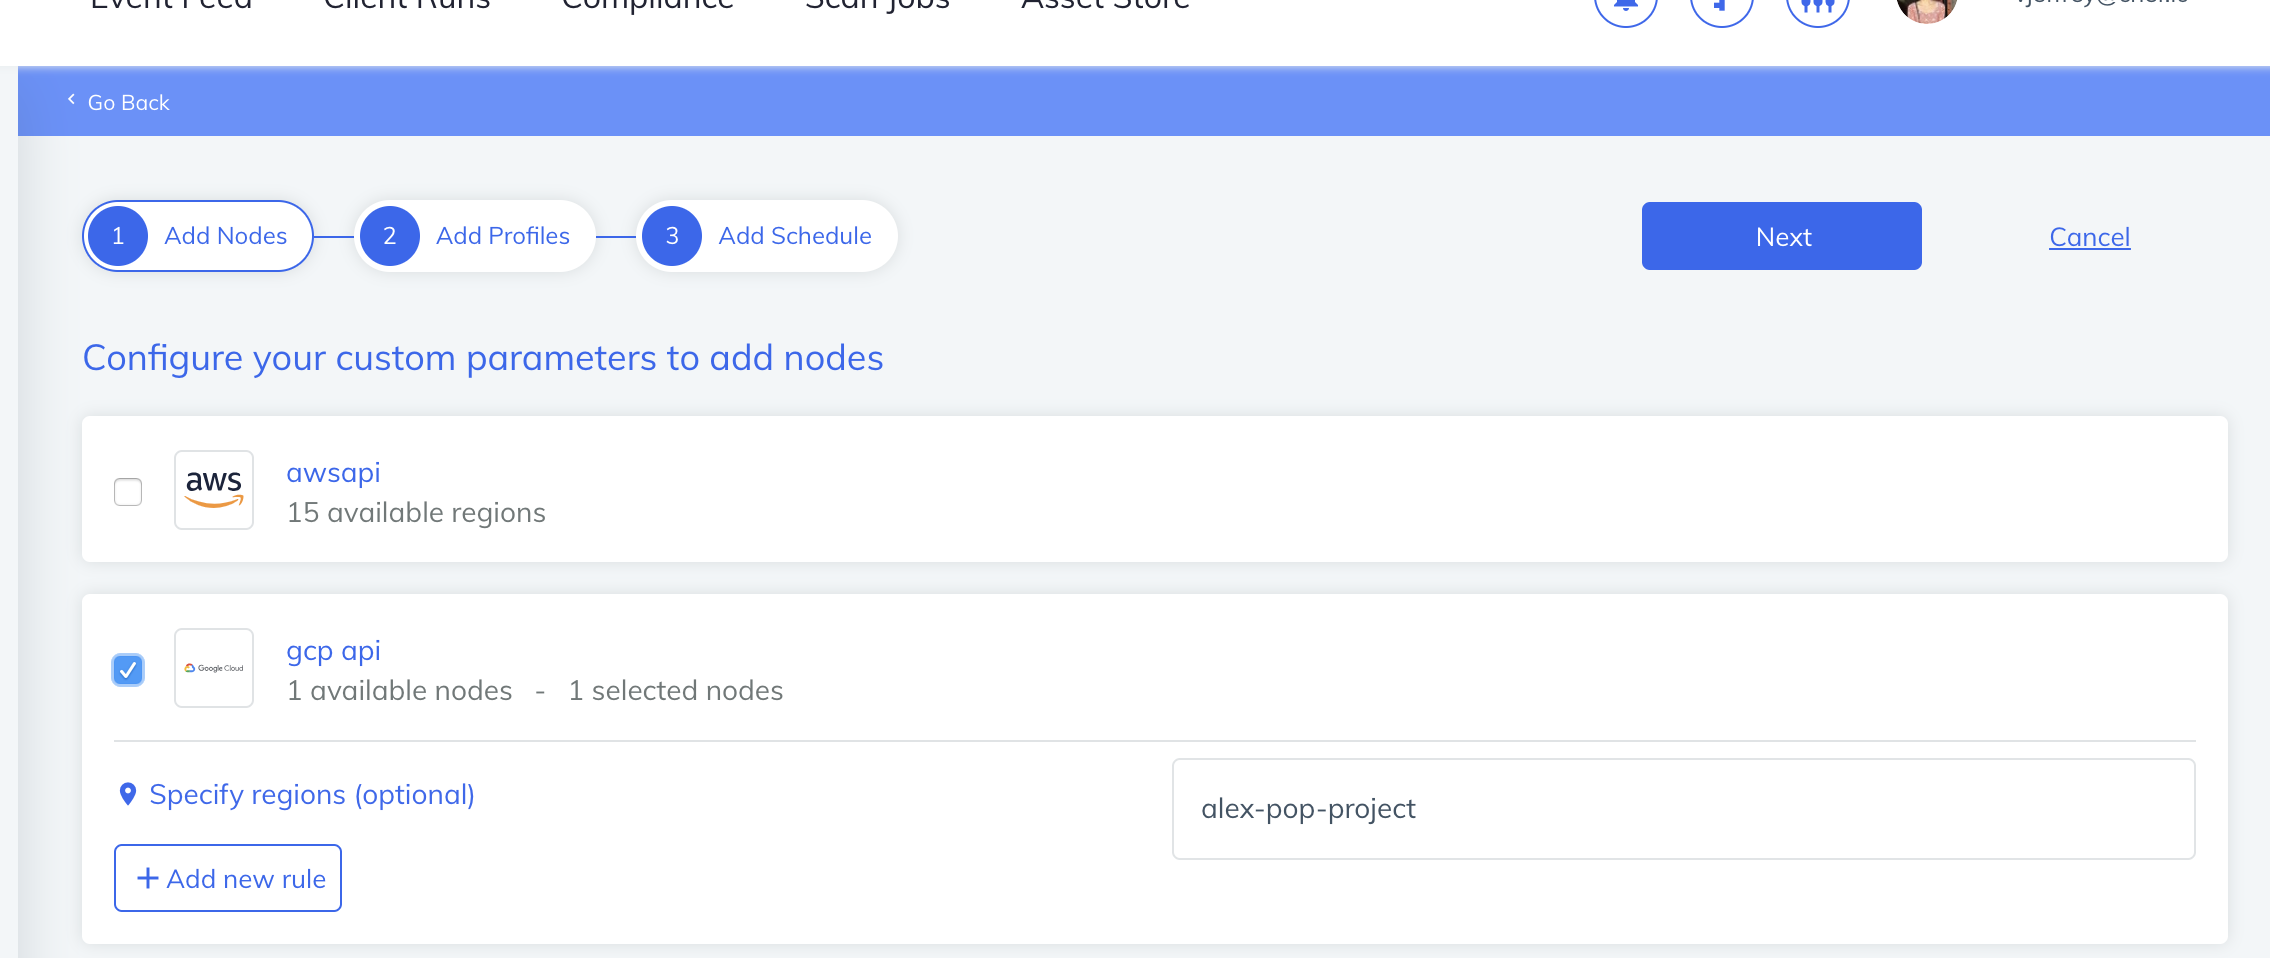 Event Feed Client Runs Compliance Scan Jobs Asset Store
Go Back
1 Add Nodes 2 Add Profiles 3 Add Schedule Next Cancel
Configure your custom parameters to add nodes
aws
awsapi
15 available regions
Google Cloud
gcp api
1 available nodes - 1 selected nodes
Specify regions (optional)
alex-pop-project
+ Add new rule